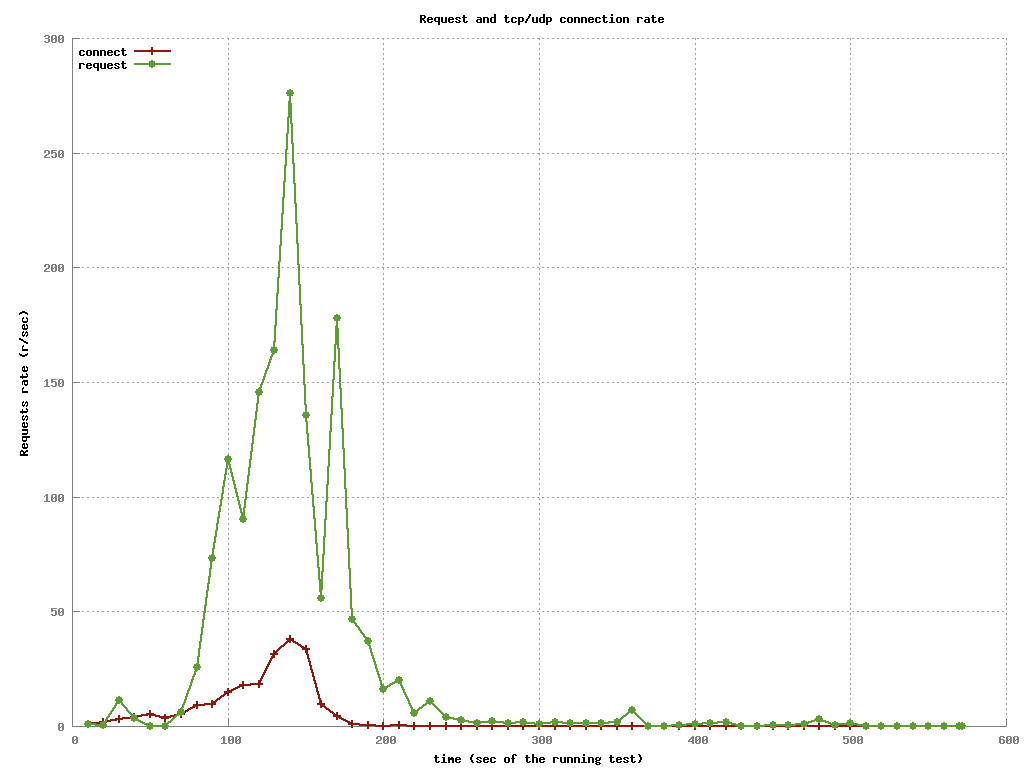 Request and tcp/udp connection rate
300
connect
request
250
200
150
100
50
0
Requests rate (r/sec)
0 100 200 300 400 500 600
time (sec of the running test)